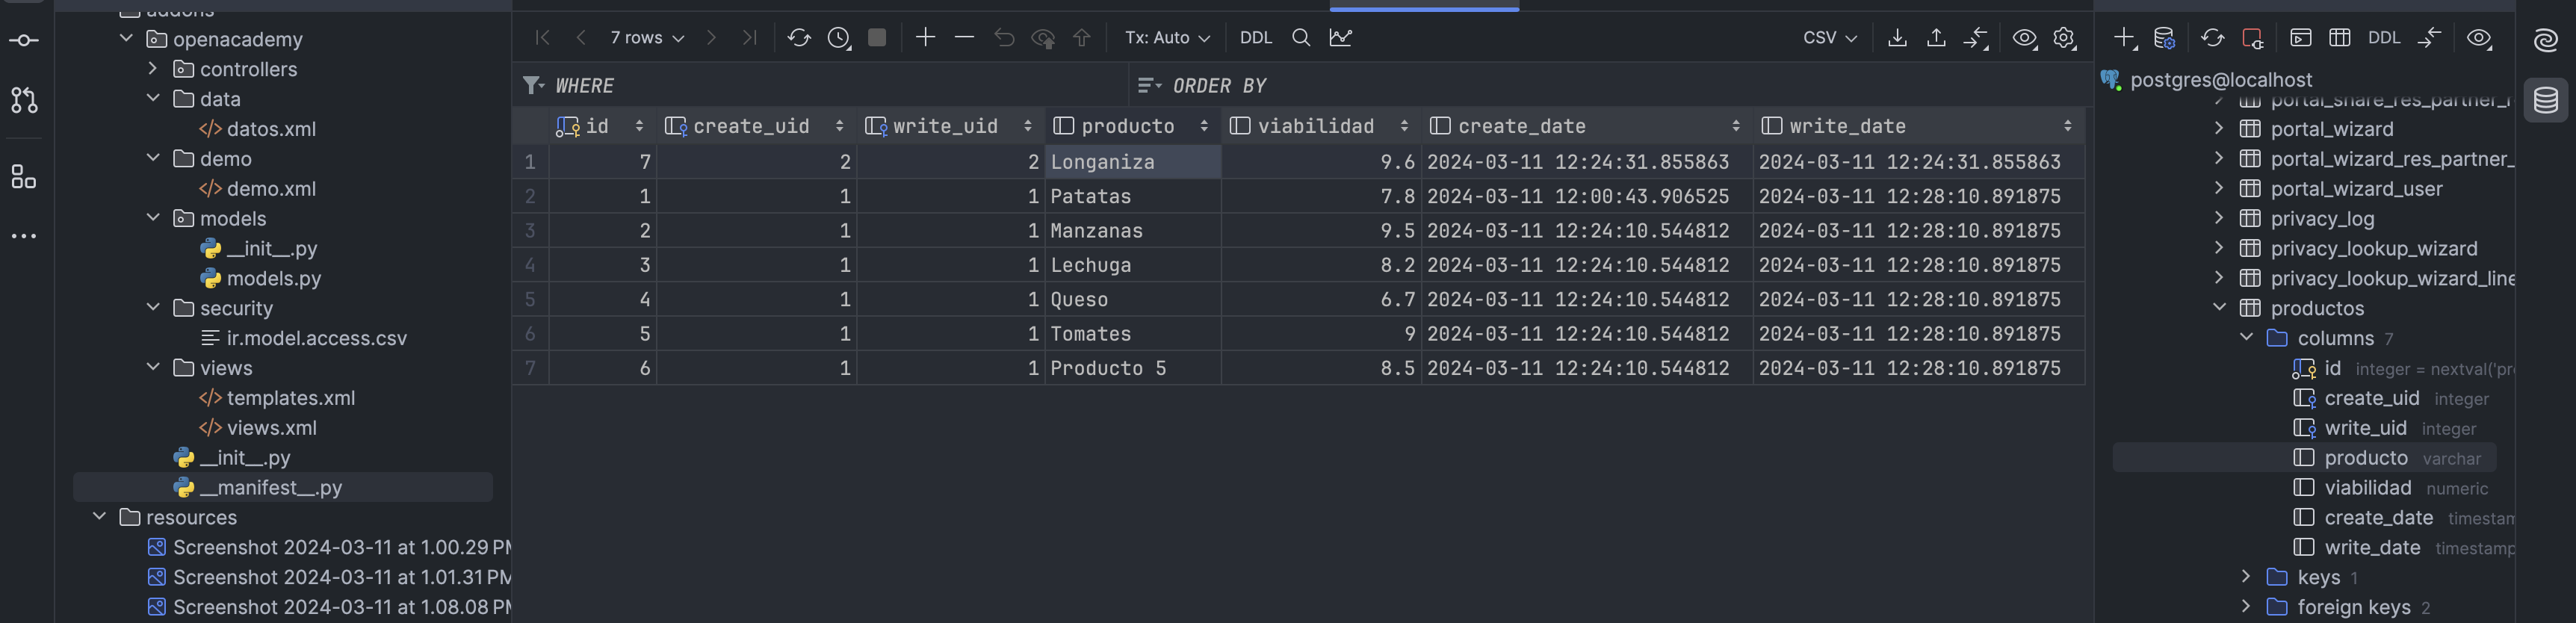 addons
openacademy
controllers
data
datos.xml
demo
demo.xml
models
__init__.py
models.py
security
ir.model.access.csv
views
templates.xml
views.xml
__init__.py
__manifest__.py
resources
Screenshot 2024-03-11 at 1.00.29 PM
Screenshot 2024-03-11 at 1.01.31 PM
Screenshot 2024-03-11 at 1.08.08 PM
7 rows Tx: Auto DDL CSV
WHERE ORDER BY
id create_uid write_uid producto viabilidad create_date write_date
1 7 2 2 Longaniza 9.6 2024-03-11 12:24:31.855863 2024-03-11 12:24:31.855863
2 1 1 1 Patatas 7.8 2024-03-11 12:00:43.906525 2024-03-11 12:28:10.891875
3 2 1 1 Manzanas 9.5 2024-03-11 12:24:10.544812 2024-03-11 12:28:10.891875
4 3 1 1 Lechuga 8.2 2024-03-11 12:24:10.544812 2024-03-11 12:28:10.891875
5 4 1 1 Queso 6.7 2024-03-11 12:24:10.544812 2024-03-11 12:28:10.891875
6 5 1 1 Tomates 9 2024-03-11 12:24:10.544812 2024-03-11 12:28:10.891875
7 6 1 1 Producto 5 8.5 2024-03-11 12:24:10.544812 2024-03-11 12:28:10.891875
DDL
postgres@localhost
portal_share_res_partner_r
portal_wizard
portal_wizard_res_partner_
portal_wizard_user
privacy_log
privacy_lookup_wizard
privacy_lookup_wizard_line
productos
columns 7
id integer = nextval('pr
create_uid integer
write_uid integer
producto varchar
viabilidad numeric
create_date timestam
write_date timestamp
keys 1
foreign keys 2